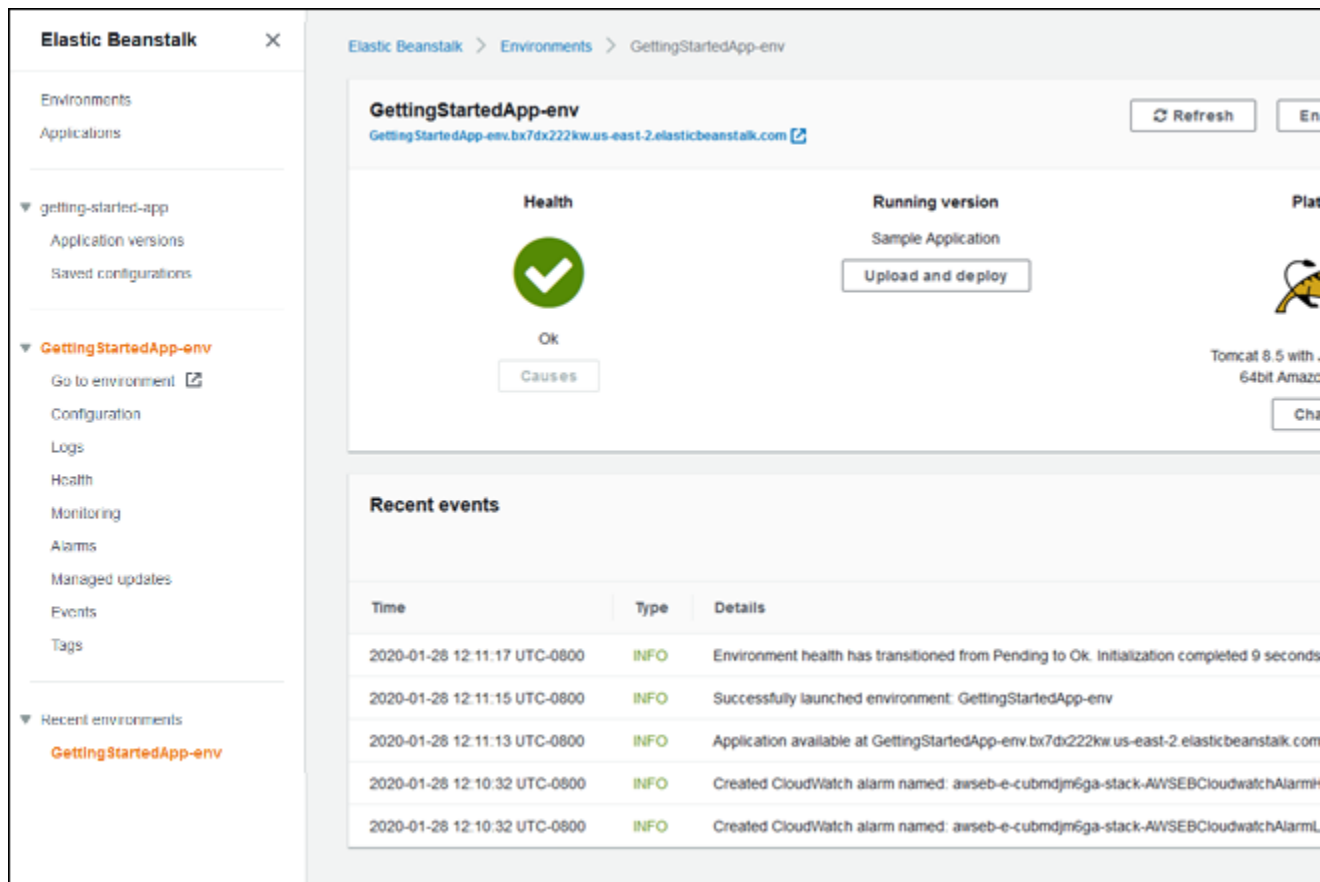 Elastic Beanstalk
Environments
Applications
getting-started-app
Application versions
Saved configurations
GettingStartedApp-env
Go to environment
Configuration
Logs
Health
Monitoring
Alarms
Managed updates
Events
Tags
Recent environments
GettingStartedApp-env
Elastic Beanstalk > Environments > GettingStartedApp-env
GettingStartedApp-env
GettingStartedApp-env.bx7dx222kw.us-east-2.elasticbeanstalk.com
Refresh
En
Health
Ok
Causes
Running version
Sample Application
Upload and deploy
Plat
Tomcat 8.5 with
64bit Amazo
Cha
Recent events
Time Type Details
2020-01-28 12:11:17 UTC-0800 INFO Environment health has transitioned from Pending to Ok. Initialization completed 9 seconds
2020-01-28 12:11:15 UTC-0800 INFO Successfully launched environment: GettingStartedApp-env
2020-01-28 12:11:13 UTC-0800 INFO Application available at GettingStartedApp-env.bx7dx222kw.us-east-2.elasticbeanstalk.com
2020-01-28 12:10:32 UTC-0800 INFO Created CloudWatch alarm named: awseb-e-cubmdjm6ga-stack-AWSEBCloudwatchAlarmH
2020-01-28 12:10:32 UTC-0800 INFO Created CloudWatch alarm named: awseb-e-cubmdjm6ga-stack-AWSEBCloudwatchAlarmL